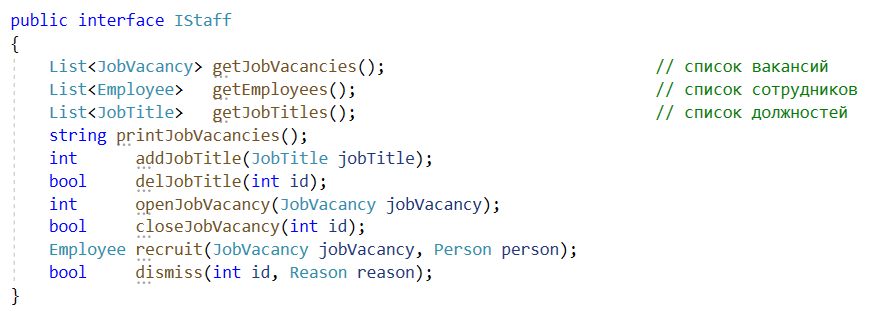 public interface IStaff
{
    List<JobVacancy> getJobVacancies();                            // список вакансий
    List<Employee>   getEmployees();                               // список сотрудников
    List<JobTitle>   getJobTitles();                               // список должностей
    string printJobVacancies();
    int      addJobTitle(JobTitle jobTitle);
    bool     delJobTitle(int id);
    int      openJobVacancy(JobVacancy jobVacancy);
    bool     closeJobVacancy(int id);
    Employee recruit(JobVacancy jobVacancy, Person person);
    bool     dismiss(int id, Reason reason);
}